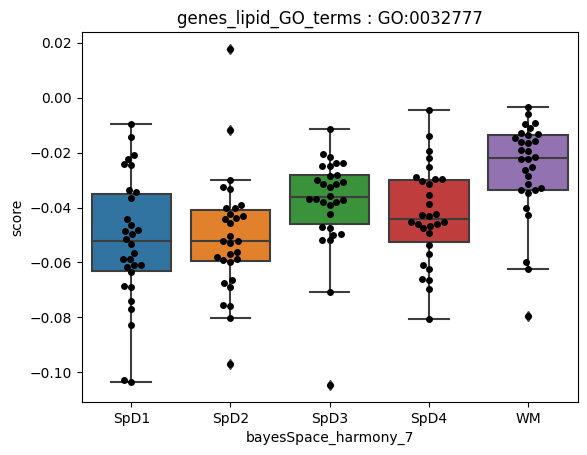 genes_lipid_GO_terms : GO:0032777
0.02
0.00
−0.02
−0.04
−0.06
−0.08
−0.10
score
SpD1 SpD2 SpD3 SpD4 WM
bayesSpace_harmony_7